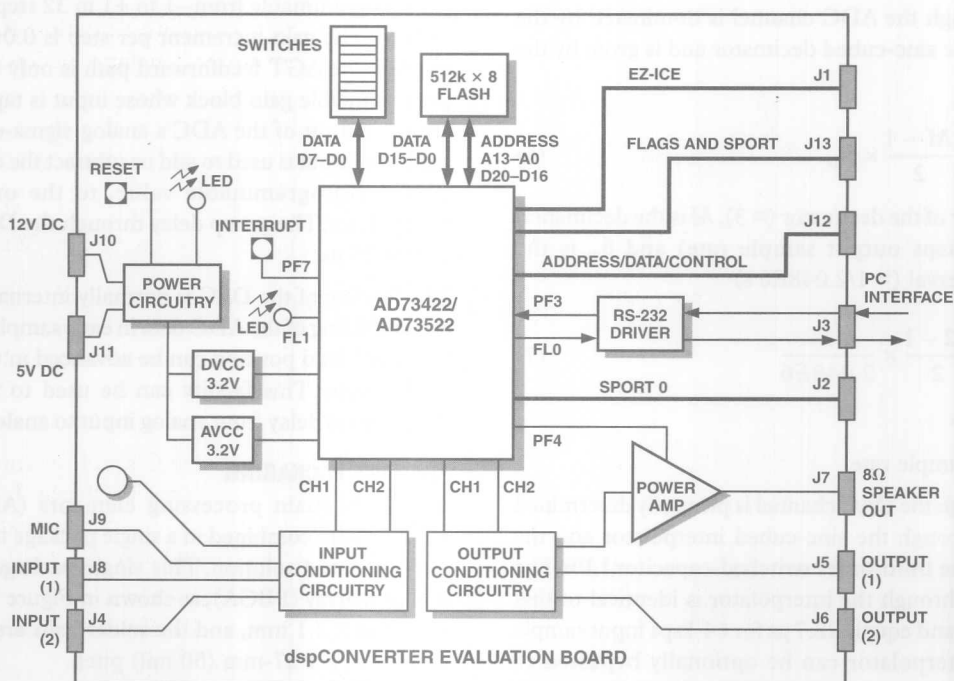 SWITCHES
512k × 8
FLASH
EZ-ICE
J1
DATA
D7–D0
DATA
D15–D0
ADDRESS
A13–A0
D20–D16
FLAGS AND SPORT
J13
RESET
LED
12V DC
J10
INTERRUPT
PF7
J12
ADDRESS/DATA/CONTROL
POWER
CIRCUITRY
LED
FL1
AD73422/
AD73522
PF3
FL0
RS-232
DRIVER
PC
INTERFACE
J3
J11
5V DC
DVCC
3.2V
SPORT 0
J2
AVCC
3.2V
PF4
CH1
CH2
CH1
CH2
POWER
AMP
J7
8Ω
SPEAKER
OUT
MIC
J9
INPUT
(1)
J8
INPUT
CONDITIONING
CIRCUITRY
OUTPUT
CONDITIONING
CIRCUITRY
J5
OUTPUT
(1)
INPUT
(2)
J4
J6
OUTPUT
(2)
dspCONVERTER EVALUATION BOARD